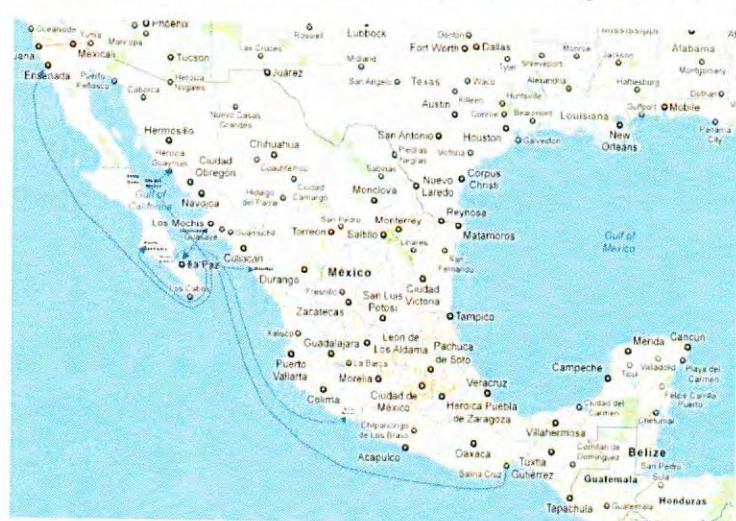 Oceanside
Yuma
Phoenix
Maricopa
Mexicali
Ensenada
Puerto
Peñasco
Tucson
Heroica
Nogales
Caborca
Las Cruces
Juárez
Nuevo Casas
Grandes
Roswell
Lubbock
Midland
San Angelo
Texas
Denton
Fort Worth
Dallas
Tyler
Waco
Killeen
Austin
Huntsville
Conroe
Beaumont
San Antonio
Houston
Victoria
Galveston
Shreveport
Monroe
Alexandria
Louisiana
Jackson
Hattiesburg
Gulfport
Mobile
New
Orleans
Mississippi
Alabama
Montgomery
Dothan
Panama
City
Hermosillo
Heroica
Guaymas
Ciudad
Obregón
Navojoa
Gulf of
California
Chihuahua
Cuauhtémoc
Hidalgo
del Parral
Ciudad
Camargo
Piedras
Negras
Sabinas
Monclova
Nuevo
Laredo
Corpus
Christi
Reynosa
Matamoros
Los Mochis
Guasave
Guamuchil
Culiacán
La Paz
Los Cabos
San Pedro
Torreon
Saltillo
Monterrey
Linares
San
Fernando
Durango
México
Ciudad
Victoria
Fresnillo
Zacatecas
San Luis
Potosí
Tampico
Gulf of
Mexico
Xalisco
Guadalajara
Puerto
Vallarta
La Barca
León de
Los Aldama
Pachuca
de Soto
Colima
Morelia
Ciudad de
México
Veracruz
Heroica Puebla
de Zaragoza
Chilpancingo
de Los Bravo
Acapulco
Oaxaca
Salina Cruz
Tuxtla
Gutiérrez
Tapachula
Villahermosa
Comitán de
Domínguez
Ciudad del
Carmen
Campeche
Mérida
Ticul
Valladolid
Cancún
Playa del
Carmen
Felipe Carrillo
Puerto
Chetumal
Belize
San Pedro
Sula
Guatemala
Guatemala
Honduras